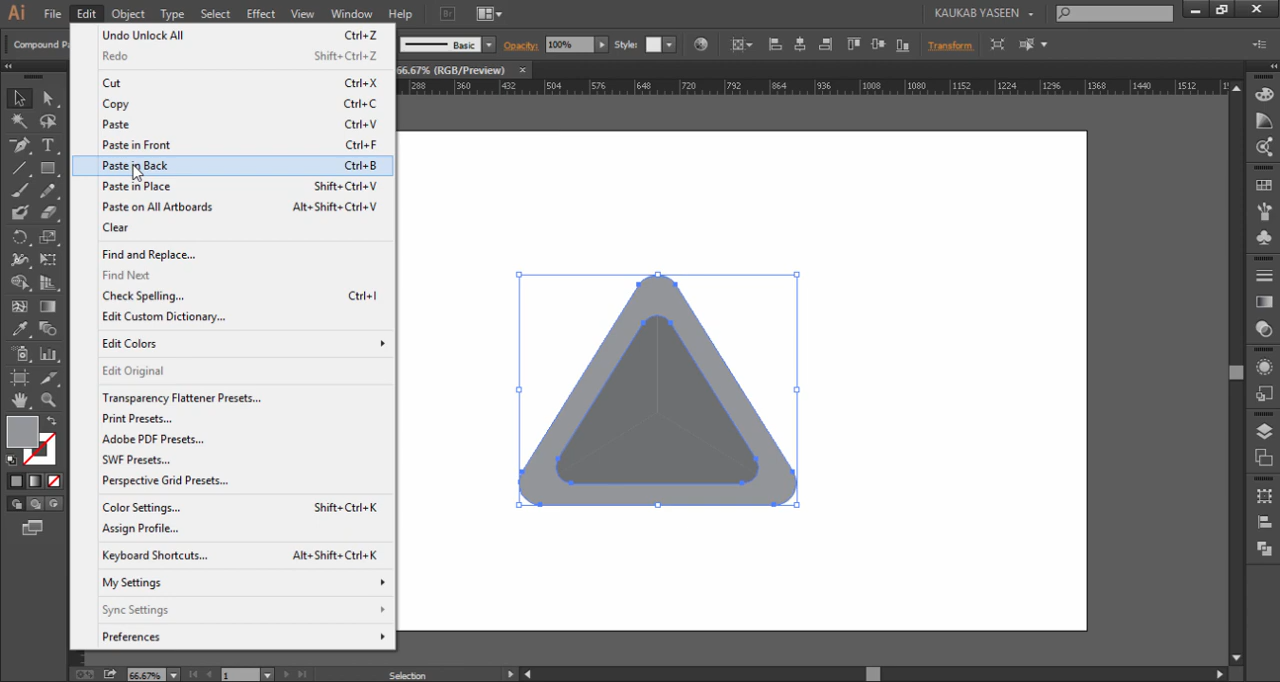 Ai File Edit Object Type Select Effect View Window Help Br KAUKAB YASEEN
Compound Pa Basic Opacity: 100% Style: Transform
66.67% (RGB/Preview)
288 360 432 504 576 648 720 792 864 936 1008 1080 1152 1224 1296 1368 1440 1512
Undo Unlock All Ctrl+Z
Redo Shift+Ctrl+Z
Cut Ctrl+X
Copy Ctrl+C
Paste Ctrl+V
Paste in Front Ctrl+F
Paste in Back Ctrl+B
Paste in Place Shift+Ctrl+V
Paste on All Artboards Alt+Shift+Ctrl+V
Clear
Find and Replace...
Find Next
Check Spelling... Ctrl+I
Edit Custom Dictionary...
Edit Colors
Edit Original
Transparency Flattener Presets...
Print Presets...
Adobe PDF Presets...
SWF Presets...
Perspective Grid Presets...
Color Settings... Shift+Ctrl+K
Assign Profile...
Keyboard Shortcuts... Alt+Shift+Ctrl+K
My Settings
Sync Settings
Preferences
66.67% 1 Selection